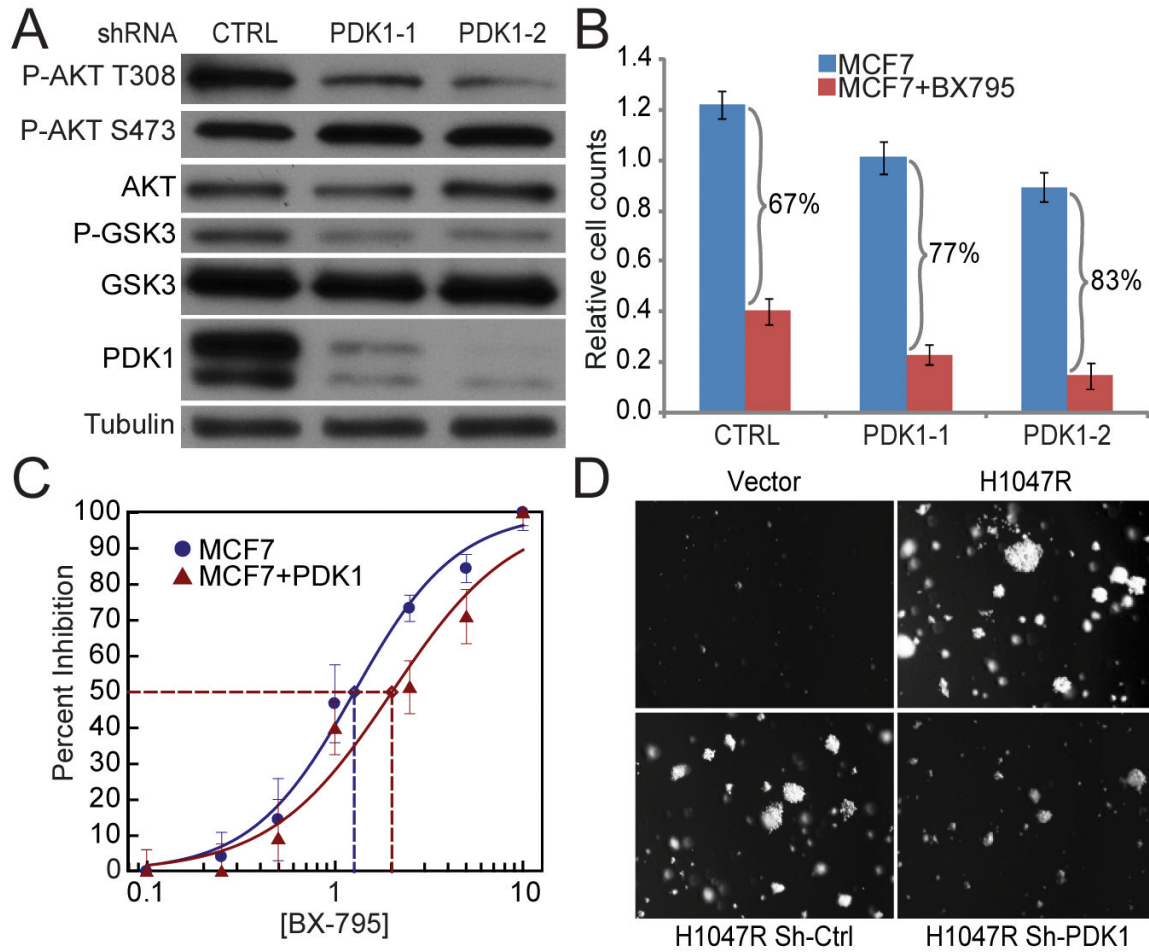 A
shRNA CTRL PDK1-1 PDK1-2
P-AKT T308
P-AKT S473
AKT
P-GSK3
GSK3
PDK1
Tubulin
B
MCF7
MCF7+BX795
Relative cell counts
1.4
1.2
1.0
0.8
0.6
0.4
0.2
0.0
67%
77%
83%
CTRL PDK1-1 PDK1-2
C
MCF7
MCF7+PDK1
Percent Inhibition
100
90
80
70
60
50
40
30
20
10
0
0.1 1 10
[BX-795]
D
Vector H1047R
H1047R Sh-Ctrl H1047R Sh-PDK1